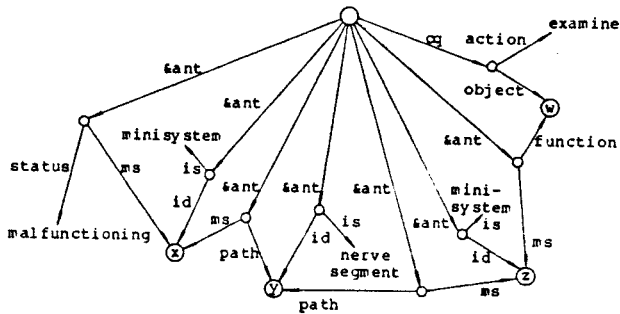 examine
cq action
&ant
object
&ant
w
minisystem
&ant function
status ms is
&ant &ant &ant mini-
system
id
ms is &ant is
malfunctioning x path id nerve
segment id ms
y z
path ms